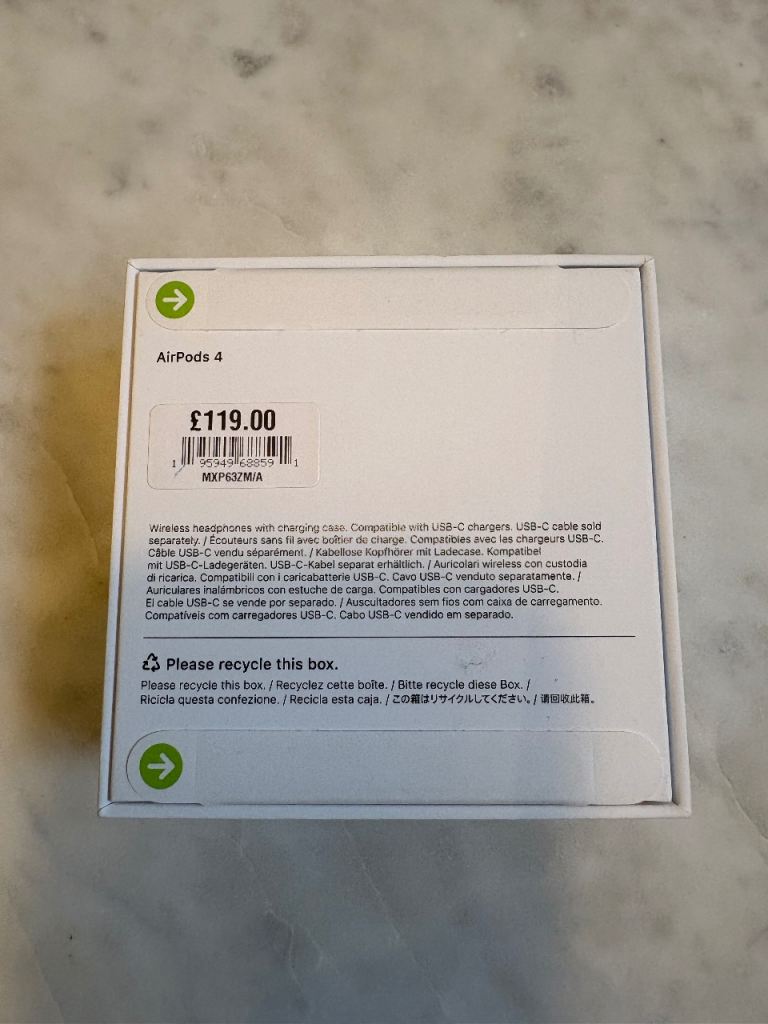 AirPods 4
£119.00
1 95949 68859 1
MXP63ZM/A
Wireless headphones with charging case. Compatible with USB-C chargers. USB-C cable sold
separately. / Écouteurs sans fil avec boîtier de charge. Compatibles avec les chargeurs USB-C.
Câble USB-C vendu séparément. / Kabellose Kopfhörer mit Ladecase. Kompatibel
mit USB-C-Ladegeräten. USB-C-Kabel separat erhältlich. / Auricolari wireless con custodia
di ricarica. Compatibili con i caricabatterie USB-C. Cavo USB-C venduto separatamente. /
Auriculares inalámbricos con estuche de carga. Compatibles con cargadores USB-C.
El cable USB-C se vende por separado. / Auscultadores sem fios com caixa de carregamento.
Compatíveis com carregadores USB-C. Cabo USB-C vendido em separado.
Please recycle this box.
Please recycle this box. / Recyclez cette boîte. / Bitte recycle diese Box. /
Ricicla questa confezione. / Recicla esta caja. / この箱はリサイクルしてください。/ 请回收此箱。